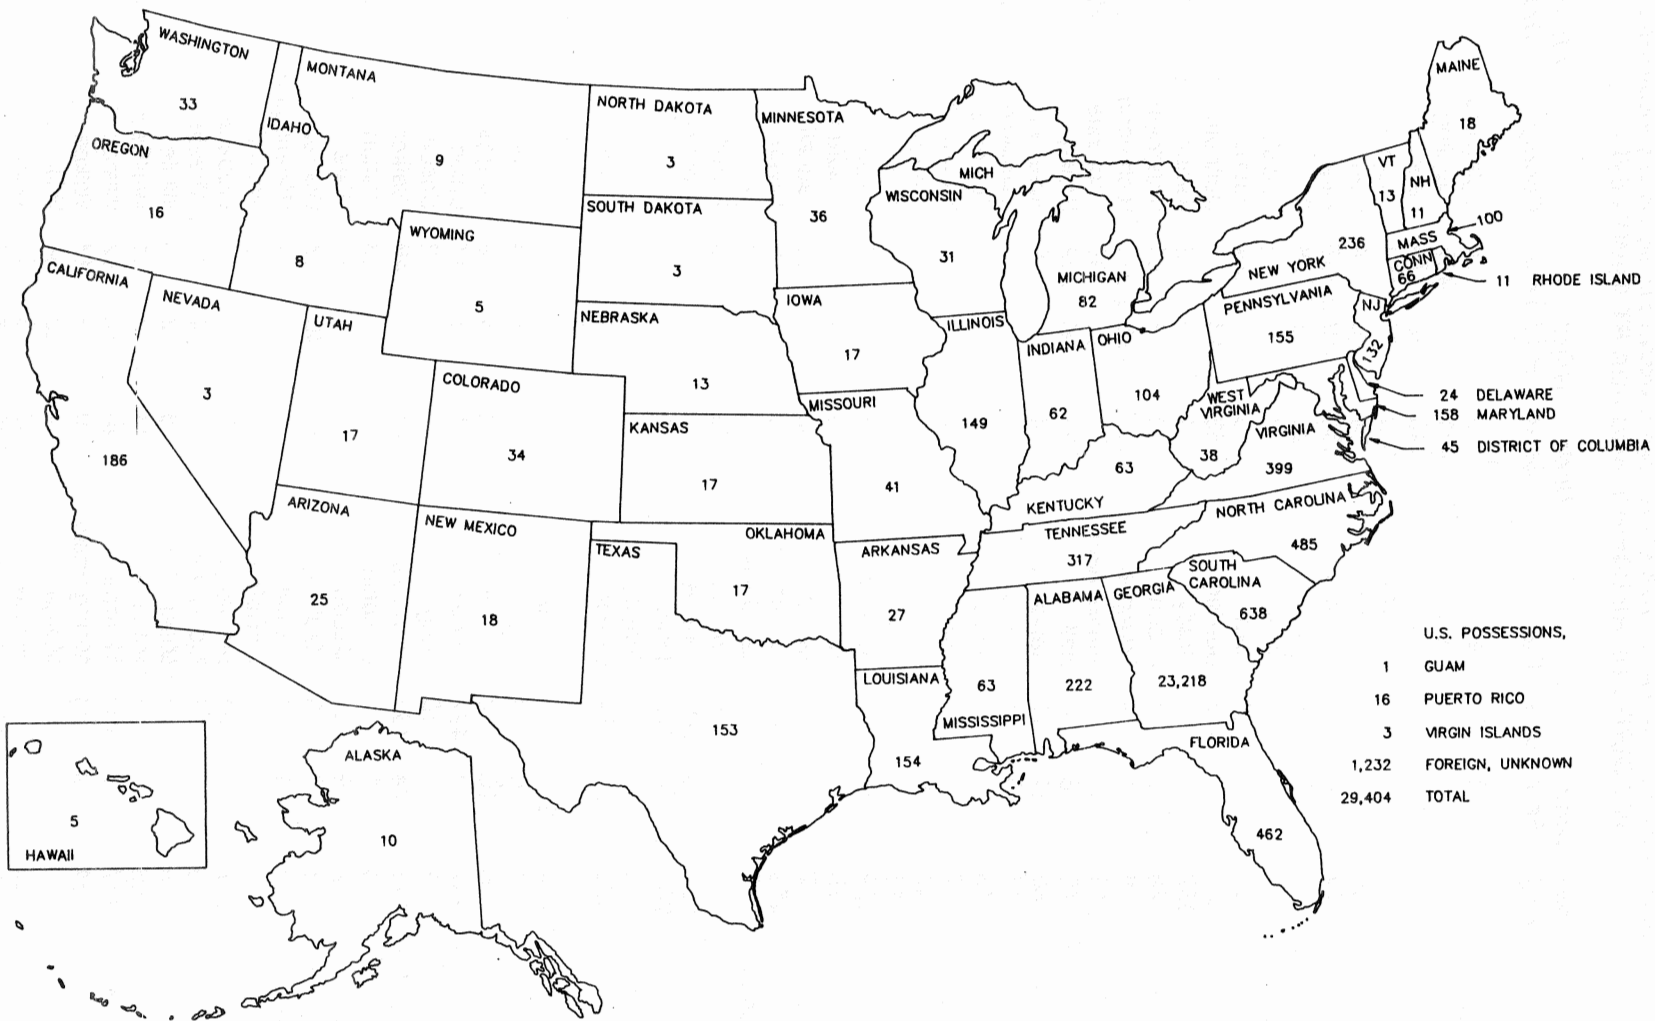 WASHINGTON
33
MONTANA
9
IDAHO
8
OREGON
16
NORTH DAKOTA
3
MINNESOTA
36
SOUTH DAKOTA
3
WYOMING
5
WISCONSIN
31
MICH
MICHIGAN
82
MAINE
18
VT
13
NH
11
100
MASS
CONN
66
11 RHODE ISLAND
NEW YORK
236
CALIFORNIA
186
NEVADA
3
UTAH
17
COLORADO
34
NEBRASKA
13
IOWA
17
ILLINOIS
149
INDIANA
62
OHIO
104
PENNSYLVANIA
155
NJ
132
24 DELAWARE
158 MARYLAND
45 DISTRICT OF COLUMBIA
WEST
VIRGINIA
38
VIRGINIA
399
KANSAS
17
MISSOURI
41
KENTUCKY
63
ARIZONA
25
NEW MEXICO
18
OKLAHOMA
17
TEXAS
153
ARKANSAS
27
TENNESSEE
317
NORTH CAROLINA
485
SOUTH
CAROLINA
638
LOUISIANA
154
63
MISSISSIPPI
ALABAMA
222
GEORGIA
23,218
FLORIDA
462
ALASKA
10
5
HAWAII
U.S. POSSESSIONS,
1 GUAM
16 PUERTO RICO
3 VIRGIN ISLANDS
1,232 FOREIGN, UNKNOWN
29,404 TOTAL